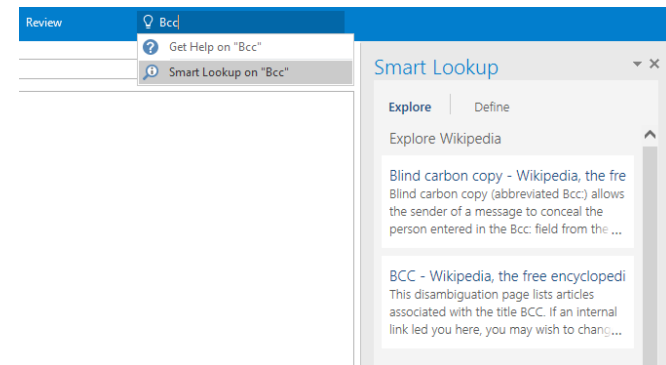 Review
Bcc
Get Help on "Bcc"
Smart Lookup on "Bcc"
Smart Lookup
Explore
Define
Explore Wikipedia
Blind carbon copy - Wikipedia, the fre
Blind carbon copy (abbreviated Bcc:) allows
the sender of a message to conceal the
person entered in the Bcc: field from the ...
BCC - Wikipedia, the free encyclopedi
This disambiguation page lists articles
associated with the title BCC. If an internal
link led you here, you may wish to chang...